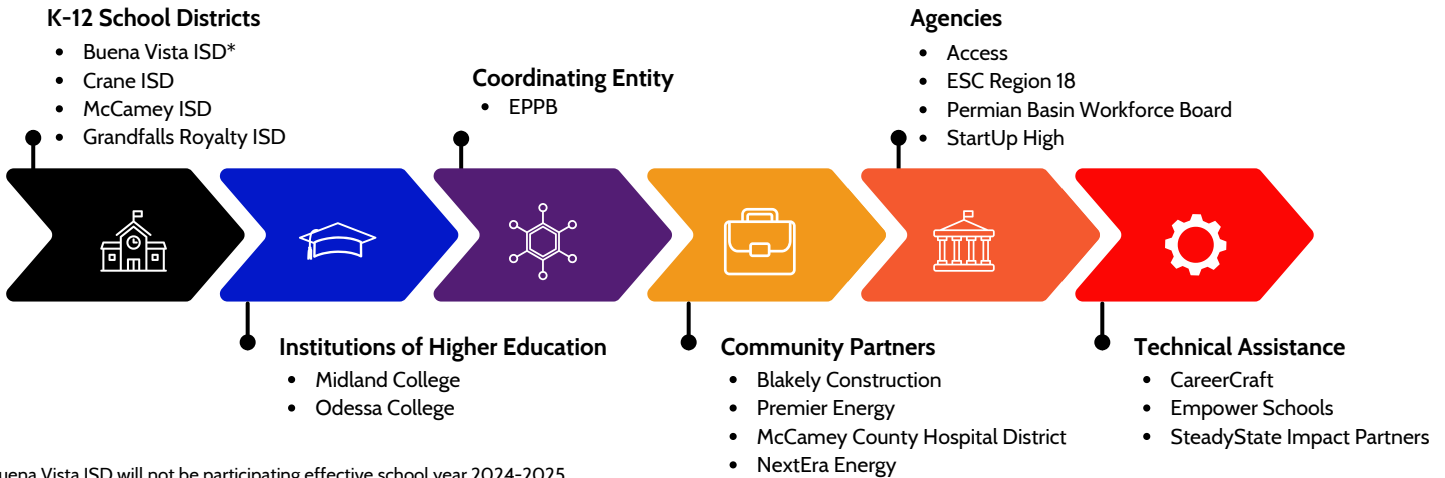 K-12 School Districts
• Buena Vista ISD*
• Crane ISD
• McCamey ISD
• Grandfalls Royalty ISD
Coordinating Entity
• EPPB
Agencies
• Access
• ESC Region 18
• Permian Basin Workforce Board
• StartUp High
Institutions of Higher Education
• Midland College
• Odessa College
Community Partners
• Blakely Construction
• Premier Energy
• McCamey County Hospital District
• NextEra Energy
Technical Assistance
• CareerCraft
• Empower Schools
• SteadyState Impact Partners
uena Vista ISD will not be participating effective school year 2024-2025